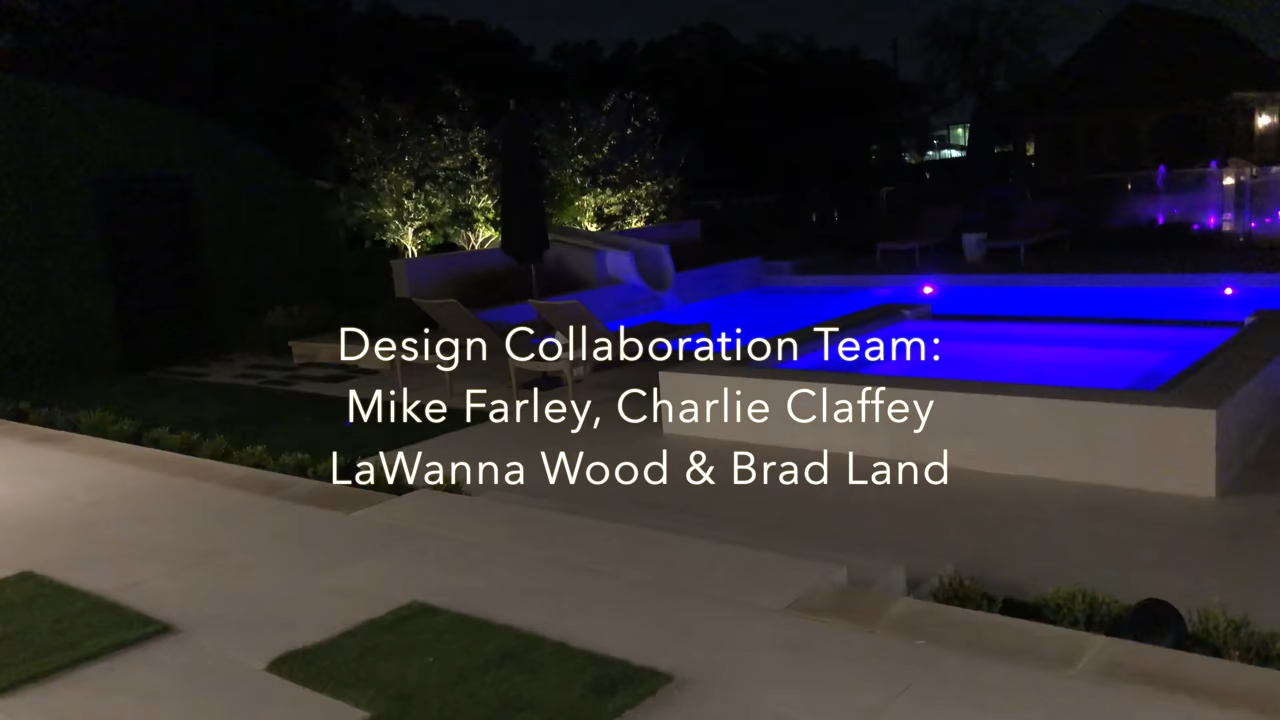 Design Collaboration Team:
Mike Farley, Charlie Claffey
LaWanna Wood & Brad Land